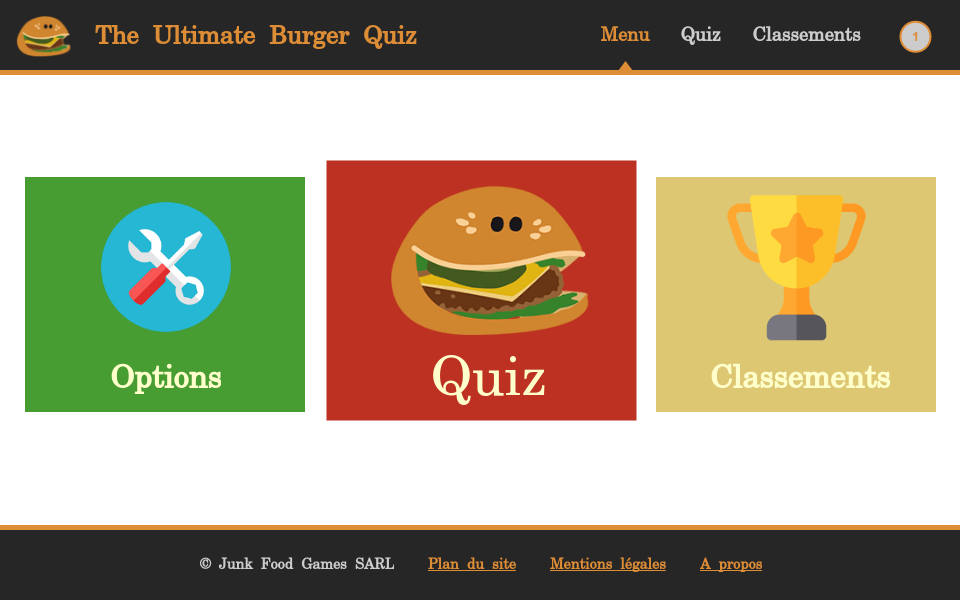 The Ultimate Burger Quiz Menu Quiz Classements 1
Options Quiz Classements
© Junk Food Games SARL Plan du site Mentions légales A propos